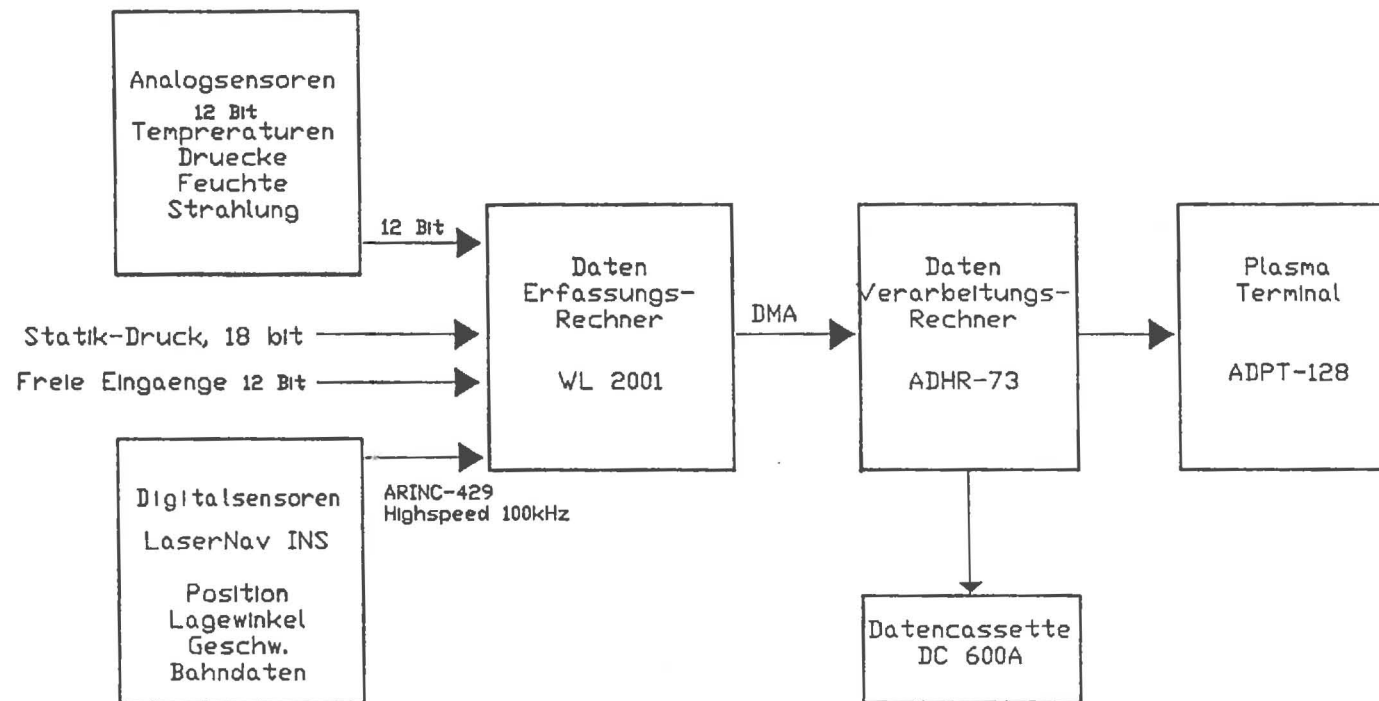 Analogsensoren
12 Bit
Tempreraturen
Druecke
Feuchte
Strahlung
12 Bit
Statik-Druck, 18 bit
Freie Eingaenge 12 Bit
Digitalsensoren
LaserNav INS
Position
Lagewinkel
Geschw.
Bahndaten
ARINC-429
Highspeed 100kHz
Daten
Erfassungs-
Rechner
WL 2001
DMA
Daten
Verarbeitungs-
Rechner
ADHR-73
Plasma
Terminal
ADPT-128
Datencassette
DC 600A